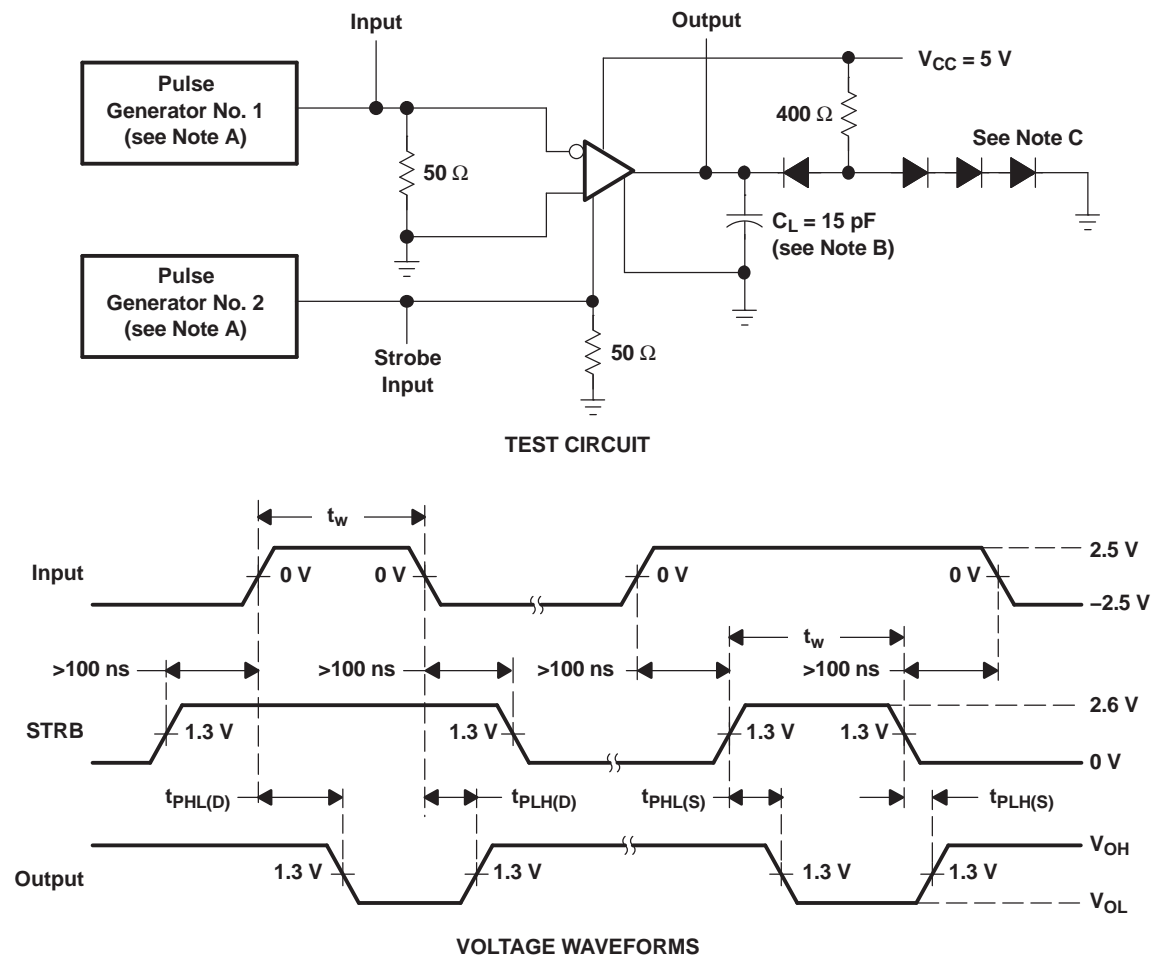 Input
Output
Pulse
Generator No. 1
(see Note A)
VCC = 5 V
400 Ω
See Note C
50 Ω
CL = 15 pF
(see Note B)
Pulse
Generator No. 2
(see Note A)
Strobe
Input
50 Ω
TEST CIRCUIT
tw
Input
0 V
0 V
0 V
0 V
2.5 V
–2.5 V
tw
>100 ns
>100 ns
>100 ns
>100 ns
STRB
1.3 V
1.3 V
1.3 V
1.3 V
2.6 V
0 V
tPHL(D)
tPLH(D)
tPHL(S)
tPLH(S)
Output
1.3 V
1.3 V
1.3 V
1.3 V
VOH
VOL
VOLTAGE WAVEFORMS